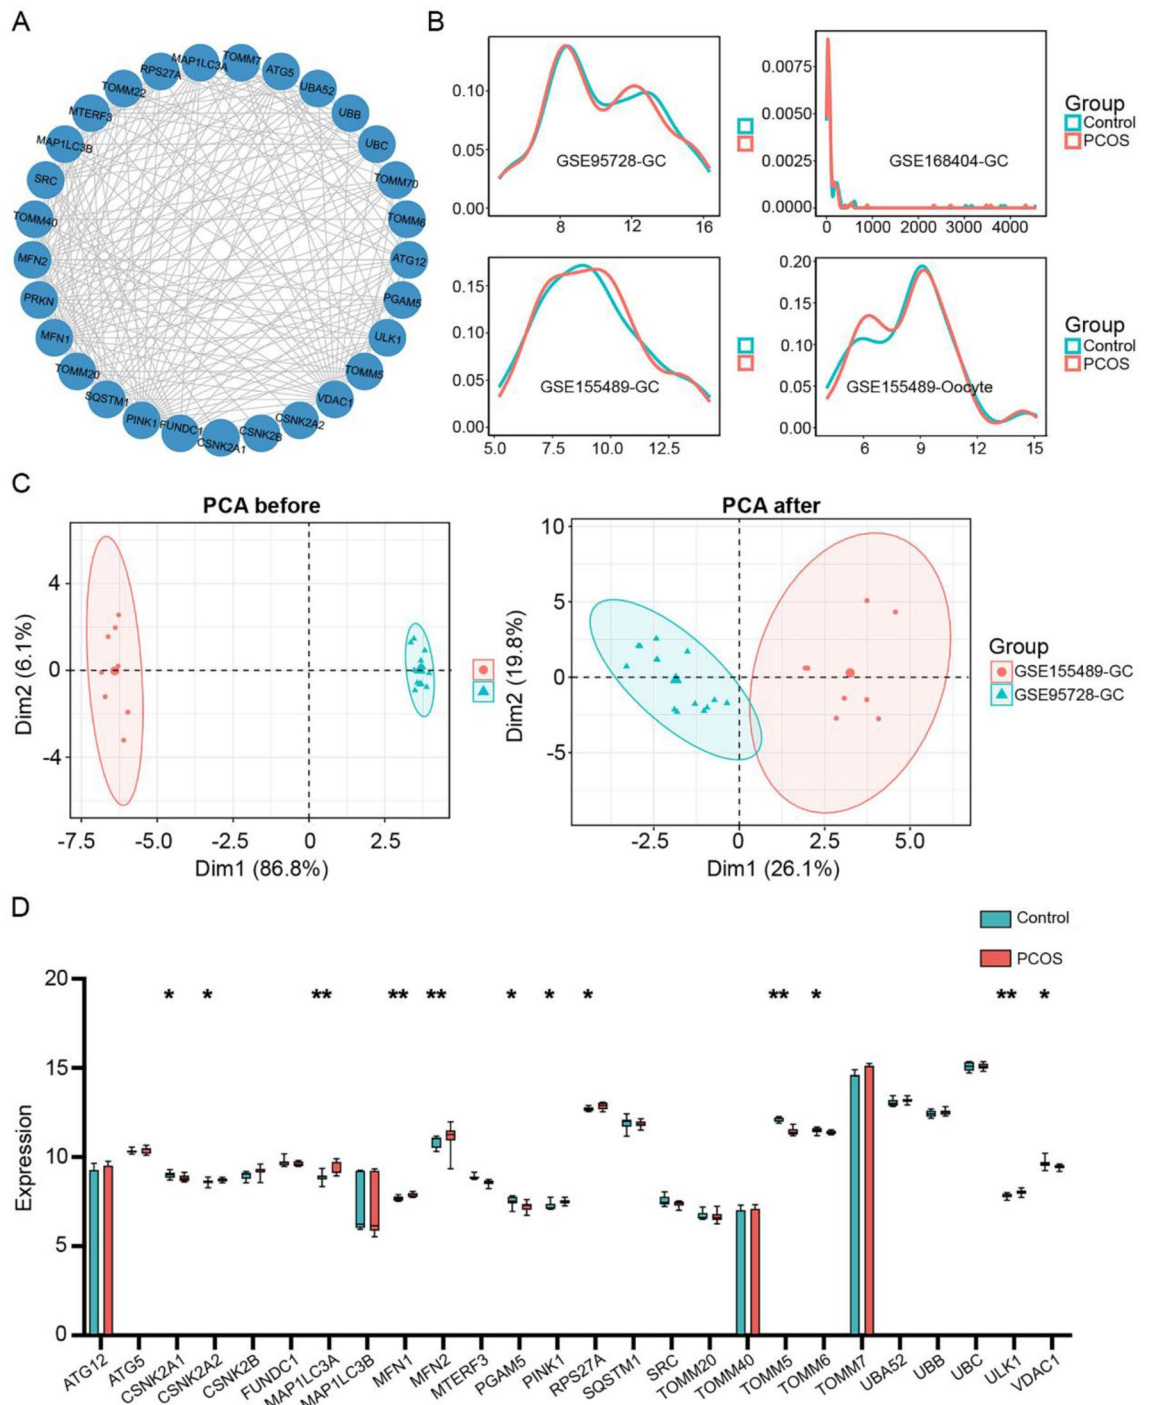 A
MAP1LC3A
TOMM7
ATG5
UBA52
UBB
UBC
TOMM70
TOMM6
ATG12
PGAM5
ULK1
TOMM5
VDAC1
CSNK2A2
CSNK2B
CSNK2A1
FUNDC1
PINK1
SQSTM1
TOMM20
MFN1
PRKN
MFN2
TOMM40
SRC
MAP1LC3B
MTERF3
TOMM22
RPS27A
B
0.10
0.05
0.00
8 12 16
GSE95728-GC
0.0075
0.0050
0.0025
0.0000
0 1000 2000 3000 4000
GSE168404-GC
Group
Control
PCOS
0.15
0.10
0.05
0.00
5.0 7.5 10.0 12.5
GSE155489-GC
0.20
0.15
0.10
0.05
0.00
6 9 12 15
GSE155489-Oocyte
Group
Control
PCOS
C
PCA before
Dim2 (6.1%)
4
0
-4
-7.5 -5.0 -2.5 0 2.5
Dim1 (86.8%)
PCA after
Dim2 (19.8%)
10
5
0
-5
-2.5 0 2.5 5.0
Dim1 (26.1%)
Group
GSE155489-GC
GSE95728-GC
D
Control
PCOS
Expression
20
15
10
5
0
* * ** ** ** * * * ** * ** *
ATG12
ATG5
CSNK2A1
CSNK2A2
CSNK2B
FUNDC1
MAP1LC3A
MAP1LC3B
MFN1
MFN2
MTERF3
PGAM5
PINK1
RPS27A
SQSTM1
SRC
TOMM20
TOMM40
TOMM5
TOMM6
TOMM7
UBA52
UBB
UBC
ULK1
VDAC1